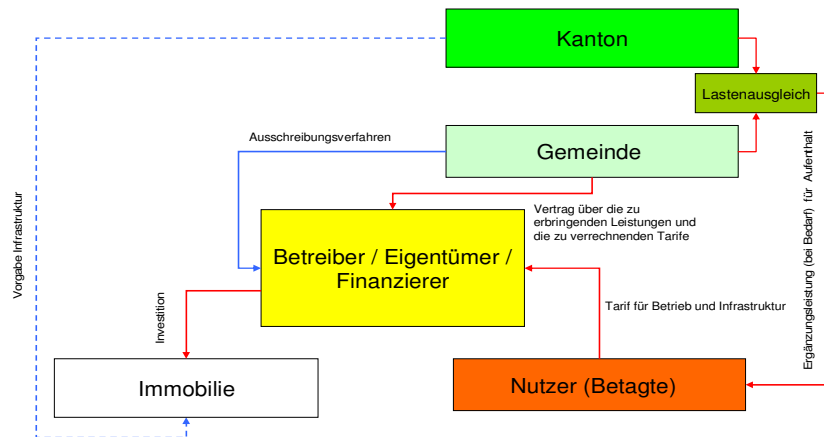 Kanton
Lastenausgleich
Ausschreibungsverfahren
Gemeinde
Vorgabe Infrastruktur
Vertrag über die zu
erbringenden Leistungen und
die zu verrechnenden Tarife
Betreiber / Eigentümer /
Finanzierer
Ergänzungsleistung (bei Bedarf) für Aufenthalt
Investition
Tarif für Betrieb und Infrastruktur
Immobilie
Nutzer (Betagte)